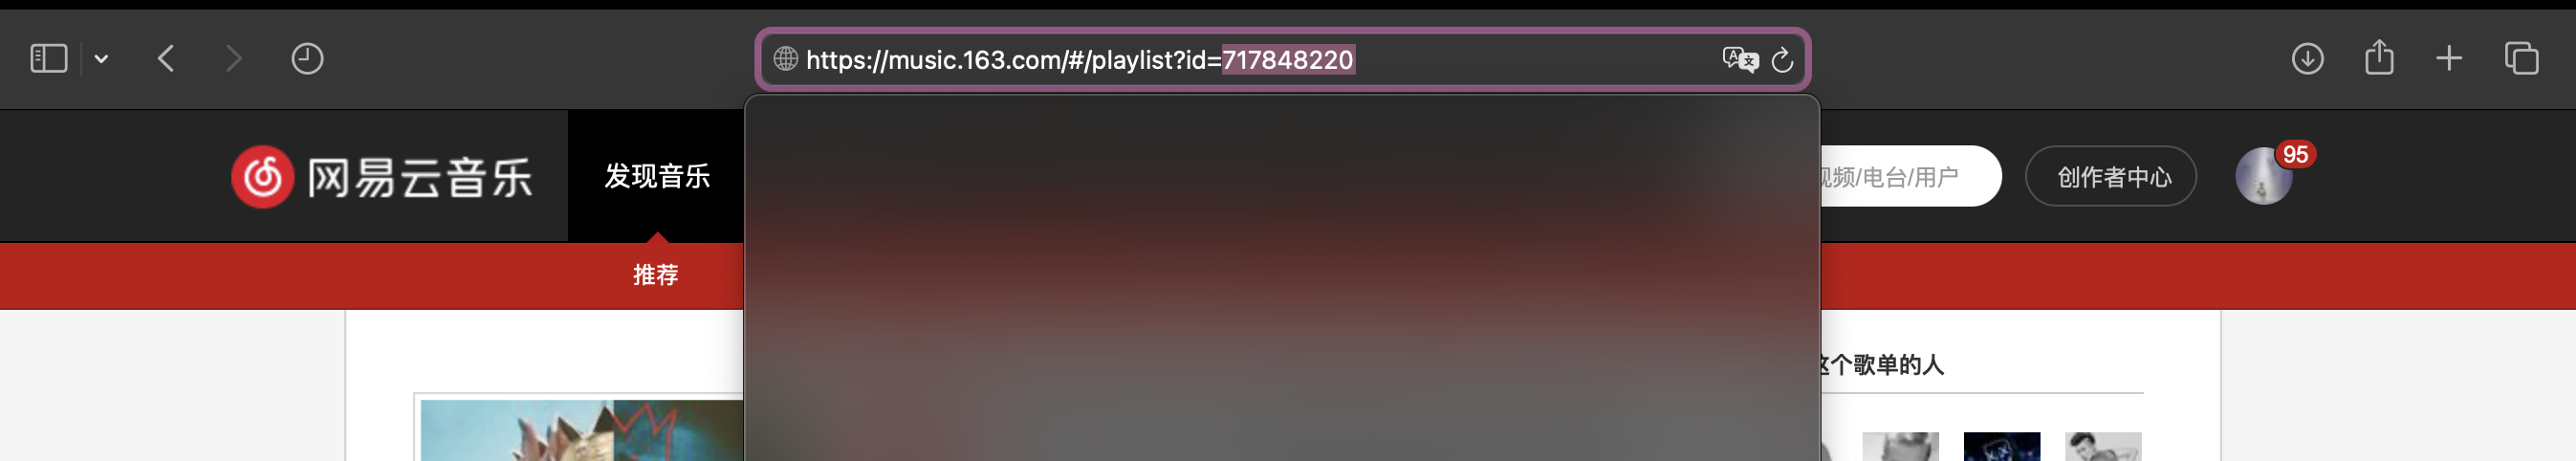 https://music.163.com/#/playlist?id=717848220
网易云音乐
发现音乐
视频/电台/用户
创作者中心
95
推荐
这个歌单的人